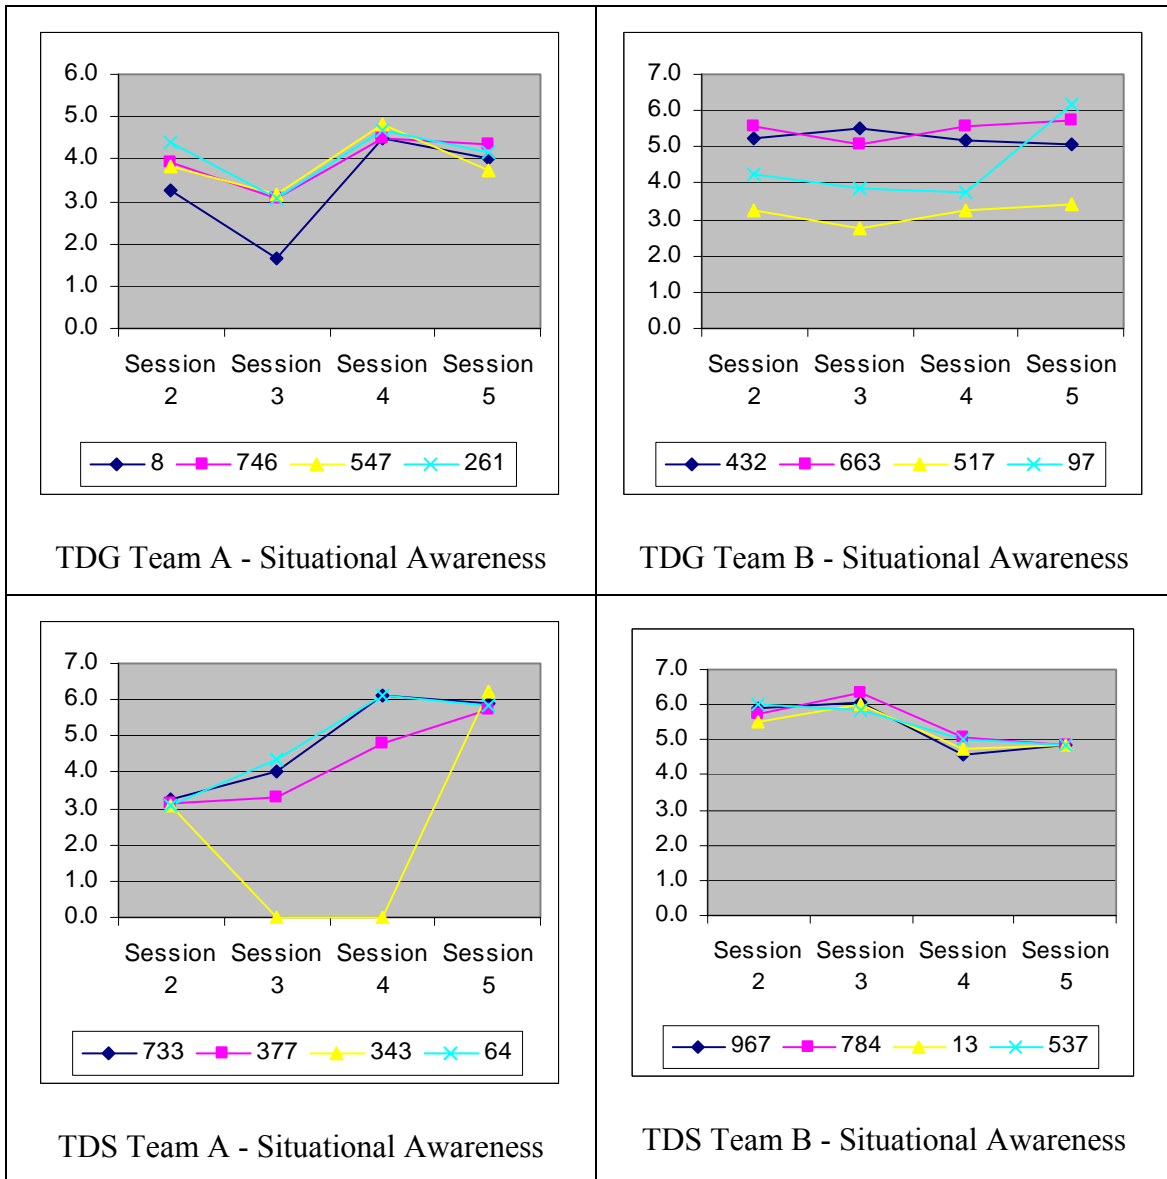 6.0
5.0
4.0
3.0
2.0
1.0
0.0
Session Session Session Session
2 3 4 5
8 746 547 261
TDG Team A - Situational Awareness
7.0
6.0
5.0
4.0
3.0
2.0
1.0
0.0
Session Session Session Session
2 3 4 5
432 663 517 97
TDG Team B - Situational Awareness
7.0
6.0
5.0
4.0
3.0
2.0
1.0
0.0
Session Session Session Session
2 3 4 5
733 377 343 64
TDS Team A - Situational Awareness
7.0
6.0
5.0
4.0
3.0
2.0
1.0
0.0
Session Session Session Session
2 3 4 5
967 784 13 537
TDS Team B - Situational Awareness